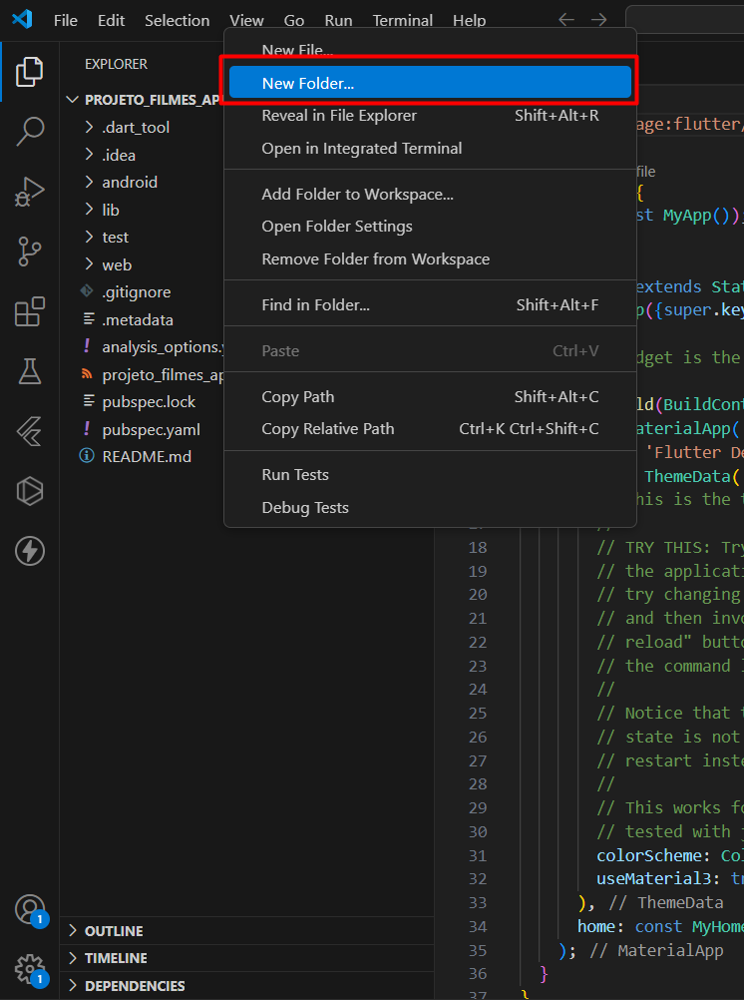 File Edit Selection View Go Run Terminal Help
EXPLORER
PROJETO_FILMES_AP
.dart_tool
.idea
android
lib
test
web
.gitignore
.metadata
analysis_options.y
projeto_filmes_ap
pubspec.lock
pubspec.yaml
README.md
OUTLINE
TIMELINE
DEPENDENCIES
1
1
New File...
New Folder...
Reveal in File Explorer Shift+Alt+R
Open in Integrated Terminal
Add Folder to Workspace...
Open Folder Settings
Remove Folder from Workspace
Find in Folder... Shift+Alt+F
Paste Ctrl+V
Copy Path Shift+Alt+C
Copy Relative Path Ctrl+K Ctrl+Shift+C
Run Tests
Debug Tests
age:flutter/
file
{
st MyApp());
extends Stat
p({super.key
dget is the
ld(BuildCont
aterialApp(
'Flutter De
ThemeData(
his is the t
//
18 // TRY THIS: Try
19 // the applicati
20 // try changing
21 // and then invo
22 // reload" butto
23 // the command l
24 //
25 // Notice that t
26 // state is not
27 // restart inste
28 //
29 // This works fo
30 // tested with j
31 colorScheme: Col
32 useMaterial3: tr
33 ), // ThemeData
34 home: const MyHome
35 ); // MaterialApp
36 }
37 }